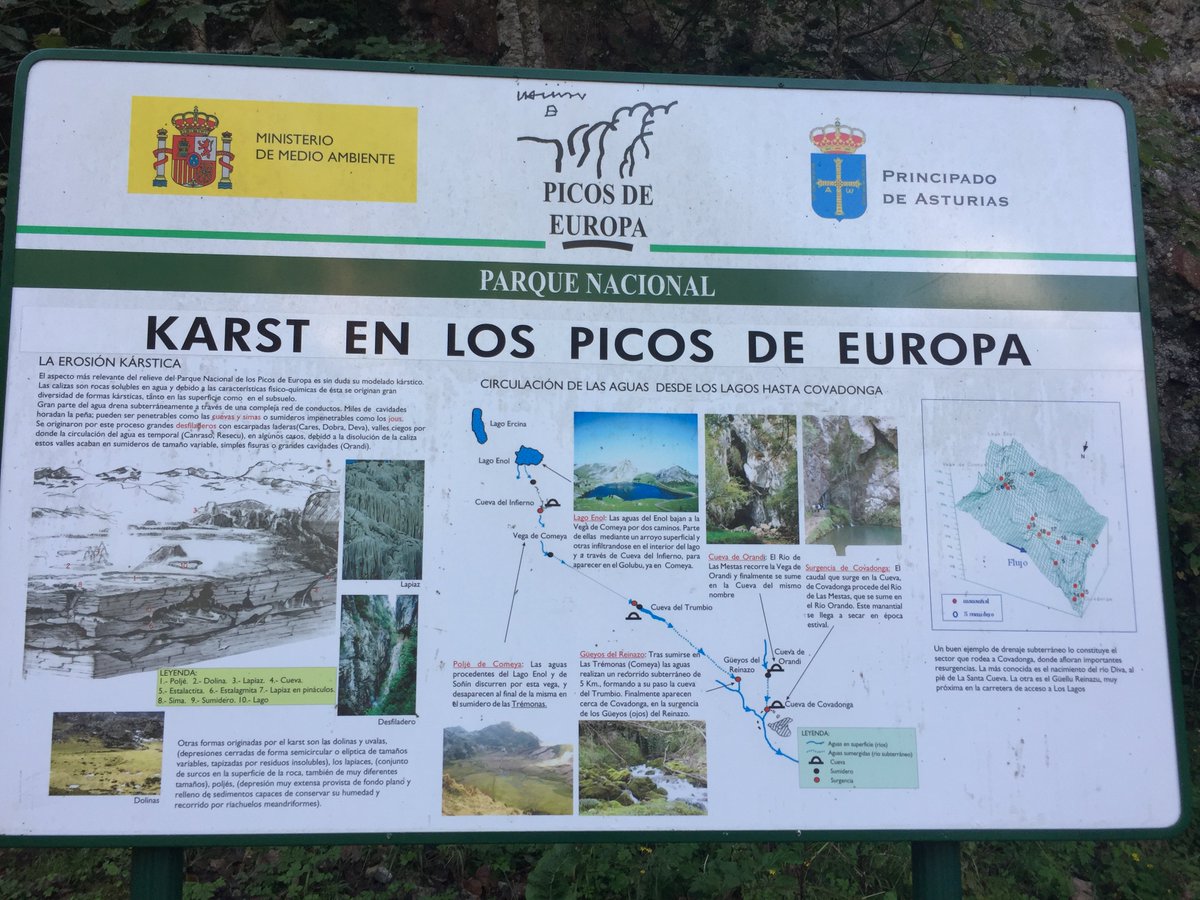 MINISTERIO
DE MEDIO AMBIENTE
PICOS DE
EUROPA
PRINCIPADO
DE ASTURIAS
PARQUE NACIONAL
KARST EN LOS PICOS DE EUROPA
LA EROSIÓN KÁRSTICA
El aspecto más relevante del relieve del Parque Nacional de los Picos de Europa es sin duda su modelado kárstico.
Las calizas son rocas solubles en agua y debido a las características físico-químicas de ésta se originan gran
diversidad de formas kársticas, tanto en las superficie como en el subsuelo.
Gran parte del agua drena subterráneamente a través de una compleja red de conductos. Miles de cavidades
horadan la peña; pueden ser penetrables como las cuevas y simas o sumideros impenetrables como los jous.
Se originaron por este proceso grandes desfiladeros con escarpadas laderas(Cares, Dobra, Deva), valles ciegos por
donde la circulación del agua es temporal (Canraso, Resecu), en algunos casos, debido a la disolución de la caliza
estos valles acaban en sumideros de tamaño variable, simples fisuras o grandes cavidades (Orandi).
Lapiaz
Desfiladero
LEYENDA:
1.- Poljé. 2.- Dolina. 3.- Lapiaz. 4.- Cueva.
5.- Estalactita. 6.- Estalagmita 7.- Lapiaz en pináculos.
8.- Sima. 9.- Sumidero. 10.- Lago
Dolinas
Otras formas originadas por el karst son las dolinas y uvalas,
(depresiones cerradas de forma semicircular o elíptica de tamaños
variables, tapizadas por residuos insolubles), los lapiaces, (conjunto
de surcos en la superficie de la roca, también de muy diferentes
tamaños), poljés, (depresión muy extensa provista de fondo plano y
relleno de sedimentos capaces de conservar su humedad y
recorrido por riachuelos meandriformes).
CIRCULACIÓN DE LAS AGUAS DESDE LOS LAGOS HASTA COVADONGA
Lago Ercina
Lago Enol
Cueva del Infierno
Vega de Comeya
Lago Enol: Las aguas del Enol bajan a la
Vega de Comeya por dos caminos. Parte
de ellas mediante un arroyo superficial y
otras infiltrandose en el interior del lago
y a través de Cueva del Infierno, para
aparecer en el Golubu, ya en Comeya.
Cueva de Orandi: El Río de
Las Mestas recorre la Vega de
Orandi y finalmente se sume
en la Cueva del mismo
nombre
Surgencia de Covadonga: El
caudal que surge en la Cueva,
de Covadonga procede del Río
de Las Mestas, que se sume en
el Río Orando. Este manantial
se llega a secar en época
estival.
Cueva del Trumbio
Poljé de Comeya: Las aguas
procedentes del Lago Enol y de
Soñin discurren por esta vega, y
desaparecen al final de la misma en
el sumidero de las Trémonas.
Güeyos del Reinazo: Tras sumirse en
Las Trémonas (Comeya) las aguas
realizan un recorrido subterráneo de
5 Km., formando a su paso la cueva
del Trumbio. Finalmente aparecen
cerca de Covadonga, en la surgencia
de los Güeyos (ojos) del Reinazo.
Güeyos del
Reinazo
Cueva de
Orandi
Cueva de Covadonga
LEYENDA:
Aguas en superficie (ríos)
Aguas sumergidas (río subterráneo)
Cueva
Sumidero
Surgencia
Lago Enol
Vega de Comeya
N
Flujo
manantial
Sumidero
Un buen ejemplo de drenaje subterráneo lo constituye el
sector que rodea a Covadonga, donde afloran importantes
resurgencias. La más conocida es el nacimiento del río Diva, al
pié de La Santa Cueva. La otra es el Güellu Reinazu, muy
próxima en la carretera de acceso a Los Lagos